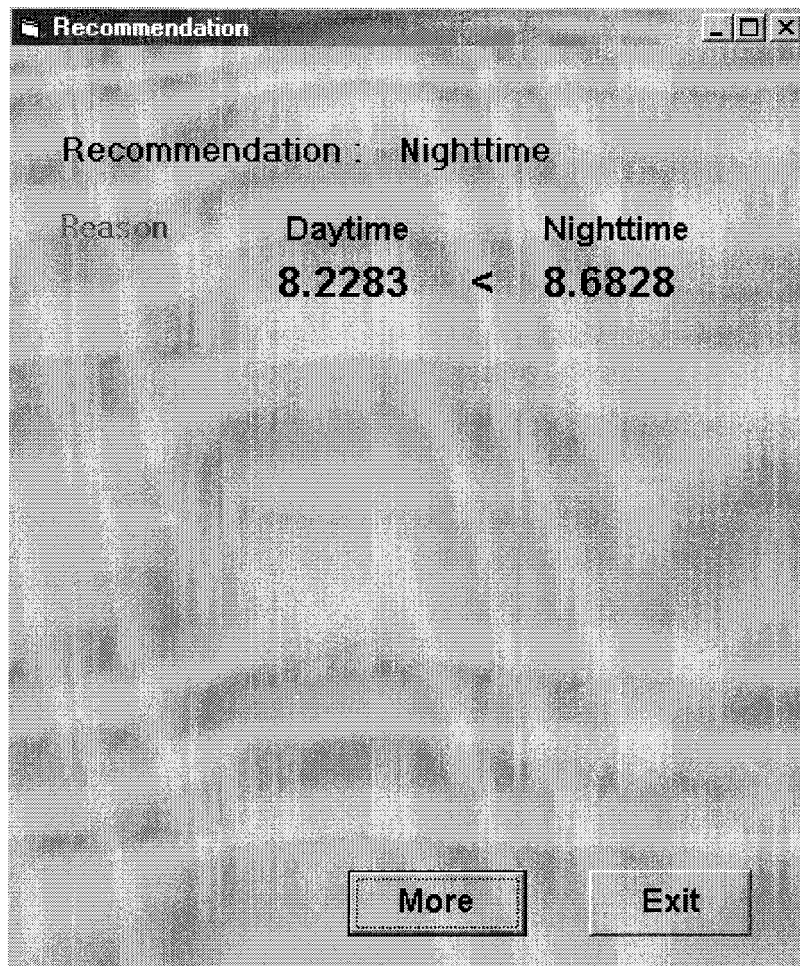 Recommendation
Recommendation : Nighttime
Reason Daytime Nighttime
8.2283 < 8.6828
More Exit